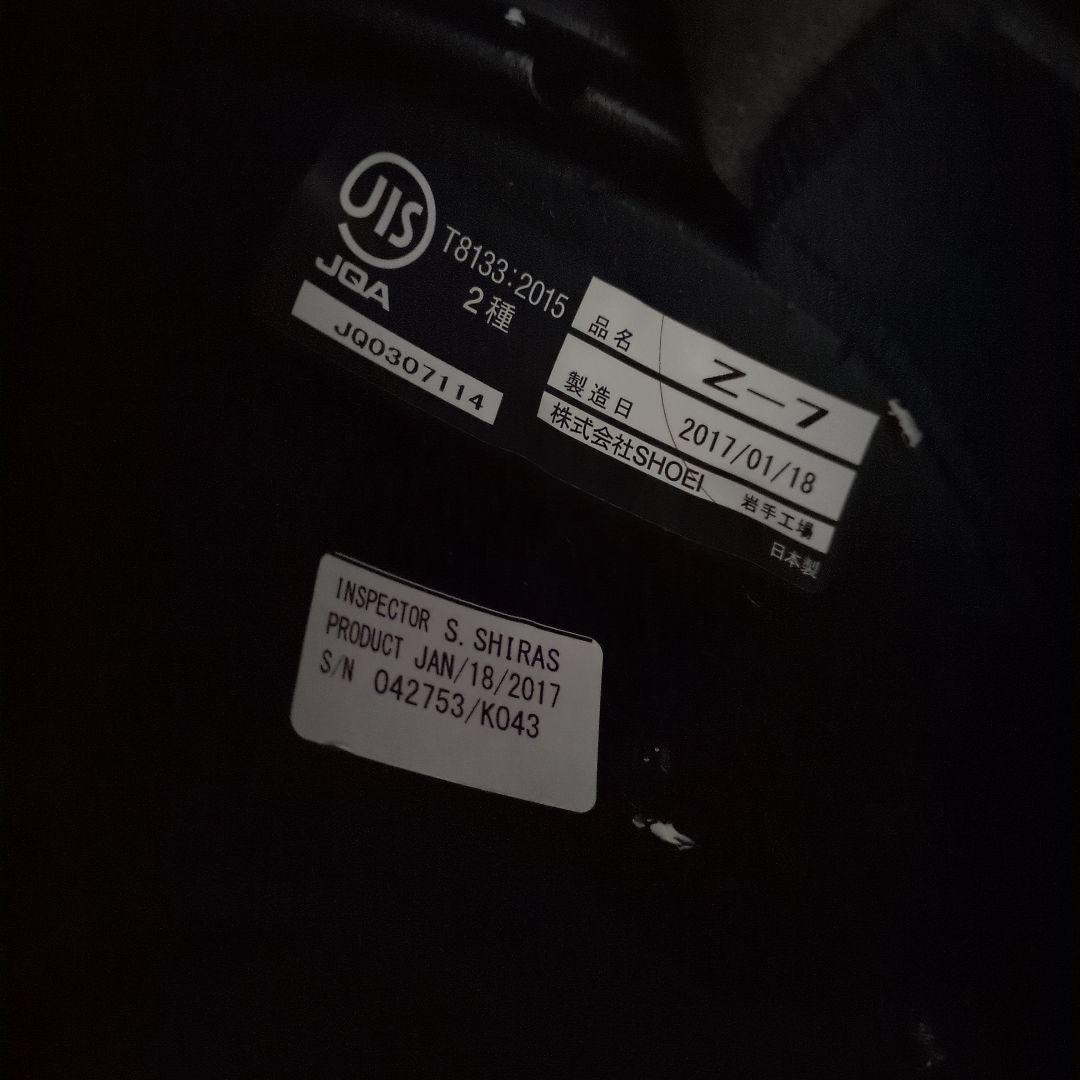 JIS
T8133:2015
JQA
2種
JQ0307114
品名 Z-7
製造日 2017/01/18
株式会社SHOEI 岩手工場
日本製
INSPECTOR S. SHIRAS
PRODUCT JAN/18/2017
S/N 042753/K043